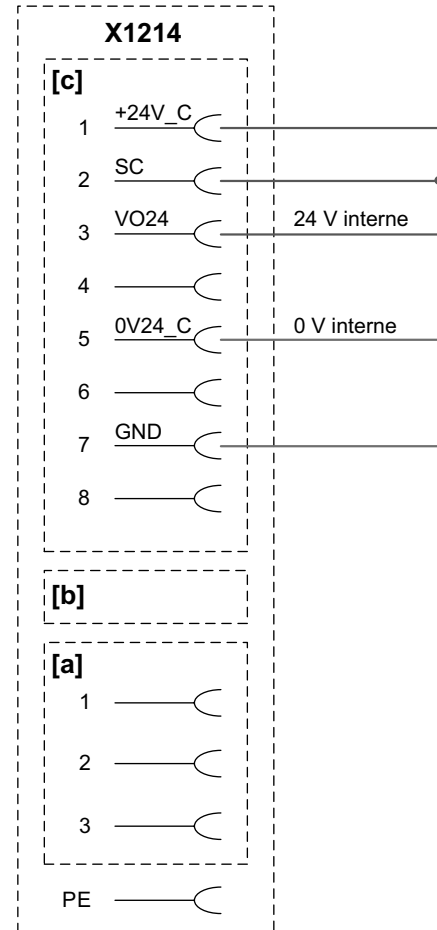 X1214
[c]
1 +24V_C
2 SC
3 VO24 24 V interne
4
5 0V24_C 0 V interne
6
7 GND
8
[b]
[a]
1
2
3
PE